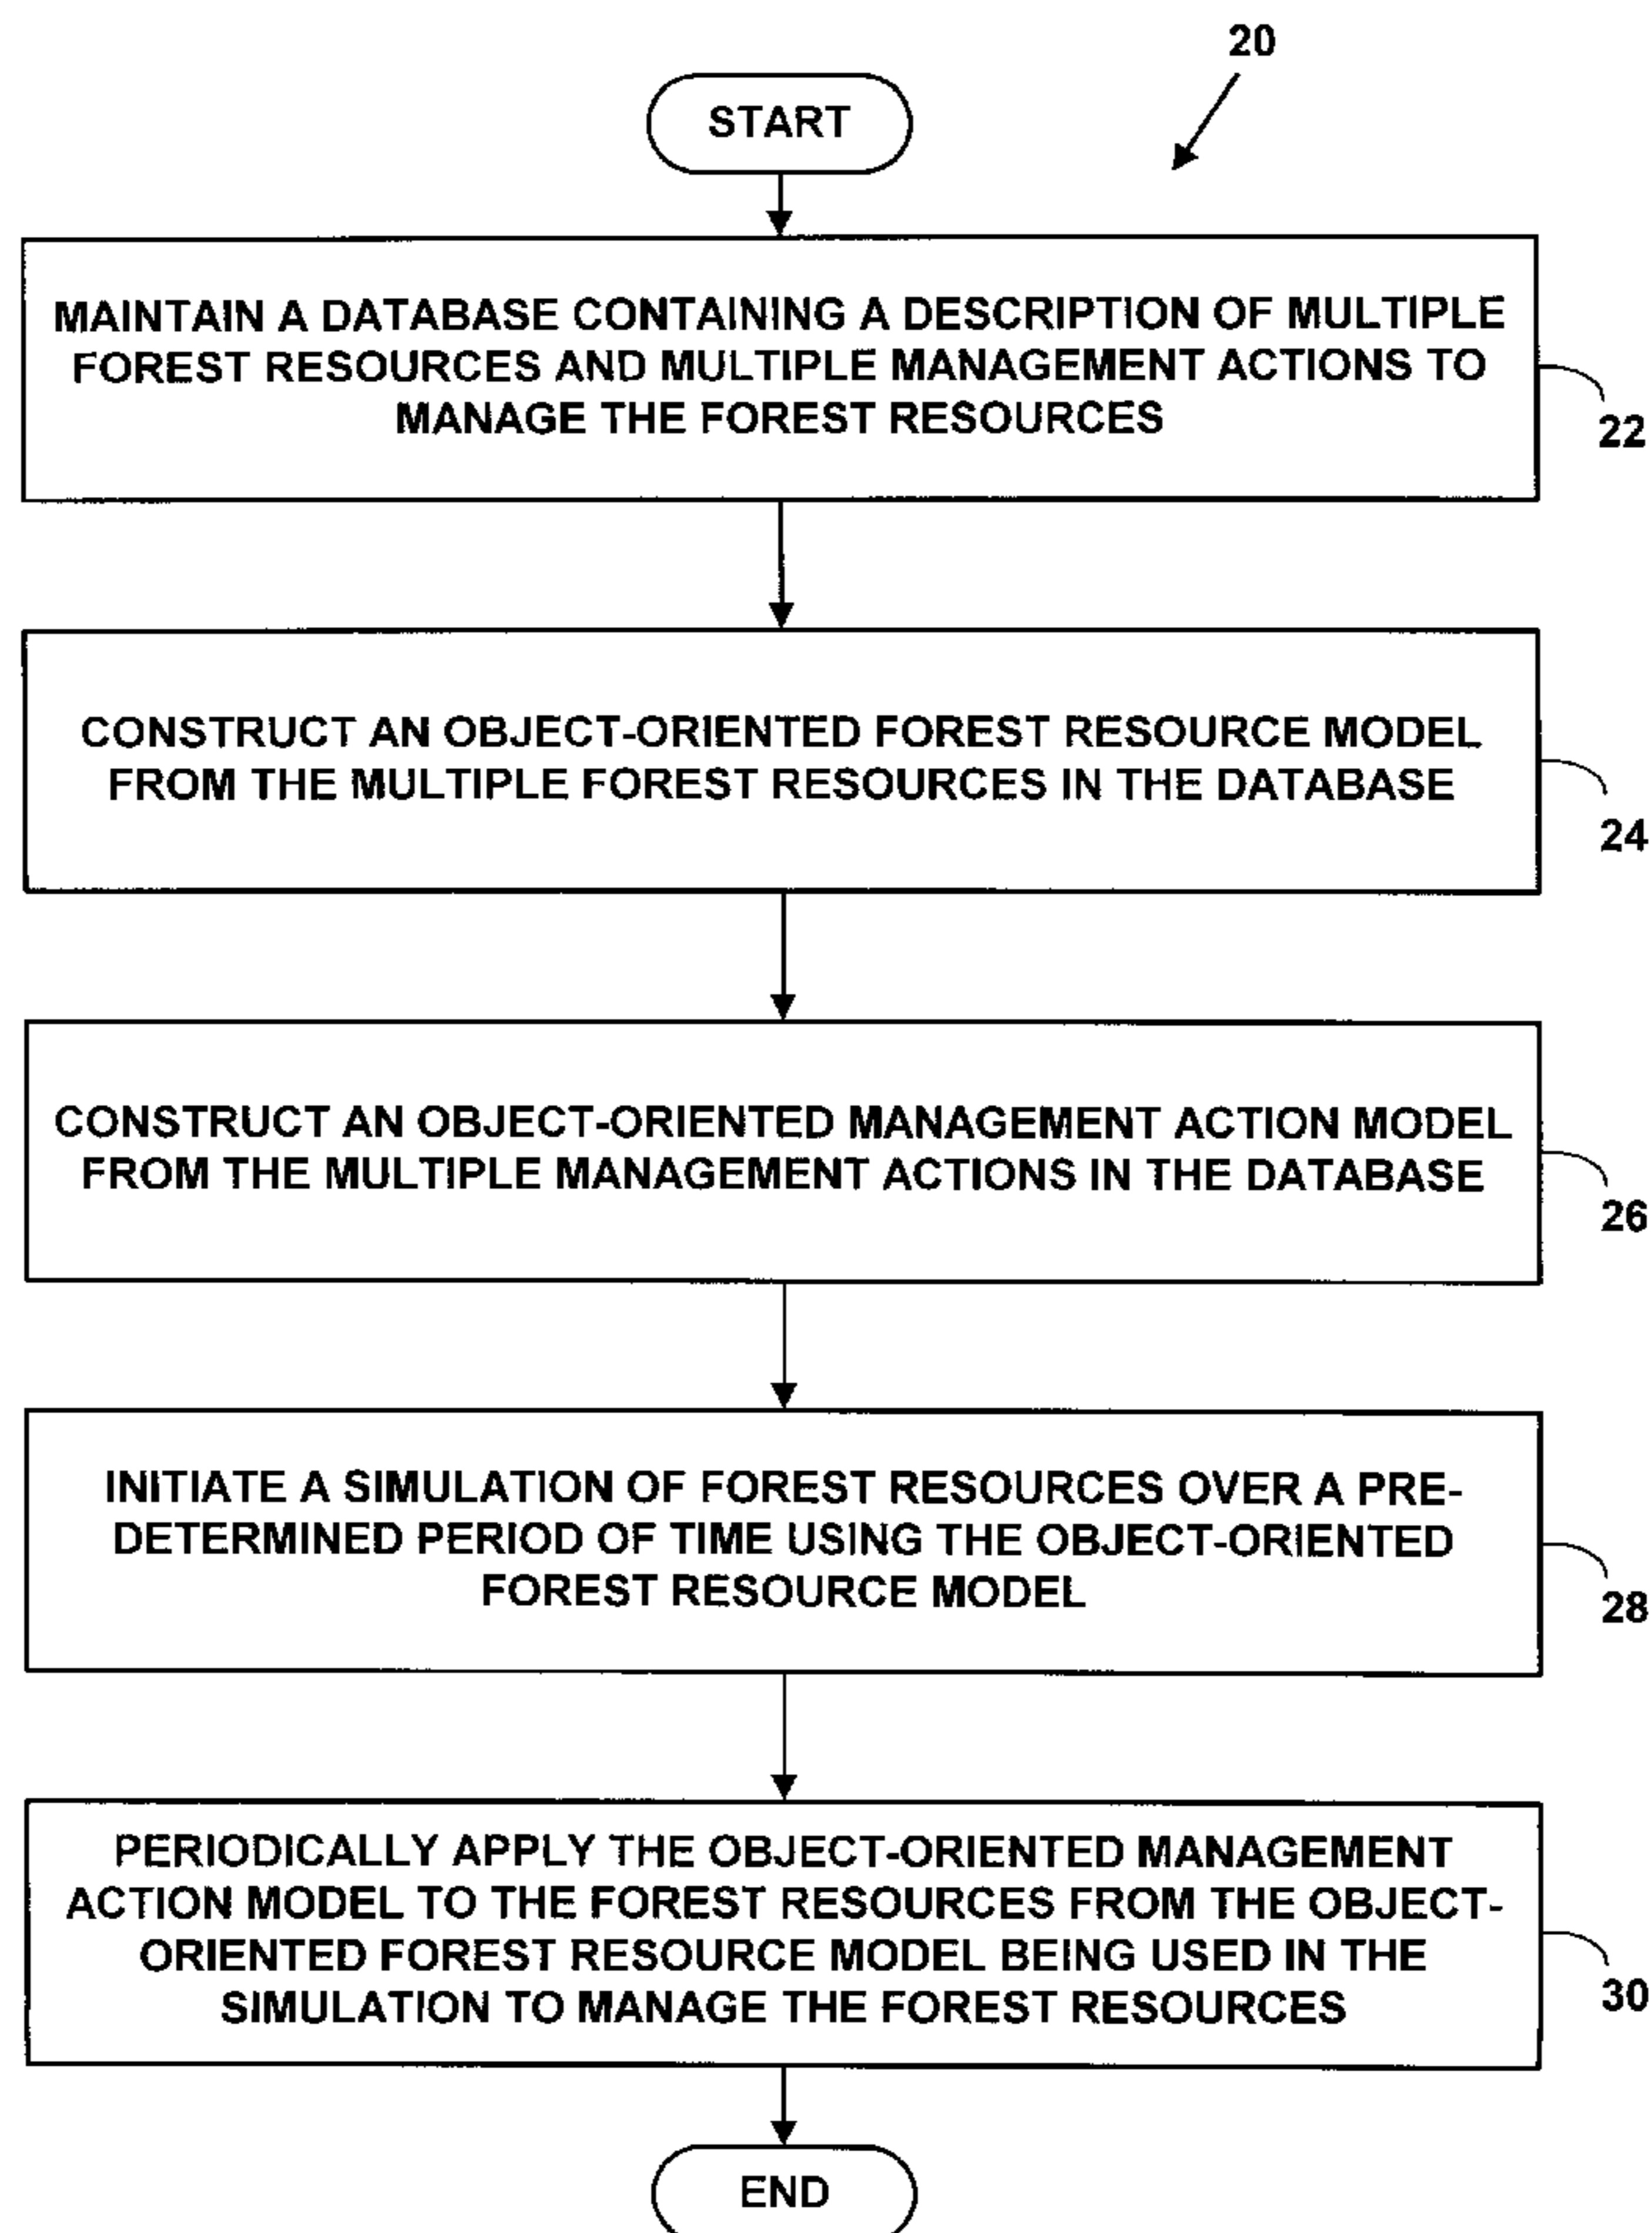 20
START
MAINTAIN A DATABASE CONTAINING A DESCRIPTION OF MULTIPLE
FOREST RESOURCES AND MULTIPLE MANAGEMENT ACTIONS TO
MANAGE THE FOREST RESOURCES
22
CONSTRUCT AN OBJECT-ORIENTED FOREST RESOURCE MODEL
FROM THE MULTIPLE FOREST RESOURCES IN THE DATABASE
24
CONSTRUCT AN OBJECT-ORIENTED MANAGEMENT ACTION MODEL
FROM THE MULTIPLE MANAGEMENT ACTIONS IN THE DATABASE
26
INITIATE A SIMULATION OF FOREST RESOURCES OVER A PRE-
DETERMINED PERIOD OF TIME USING THE OBJECT-ORIENTED
FOREST RESOURCE MODEL
28
PERIODICALLY APPLY THE OBJECT-ORIENTED MANAGEMENT
ACTION MODEL TO THE FOREST RESOURCES FROM THE OBJECT-
ORIENTED FOREST RESOURCE MODEL BEING USED IN THE
SIMULATION TO MANAGE THE FOREST RESOURCES
30
END